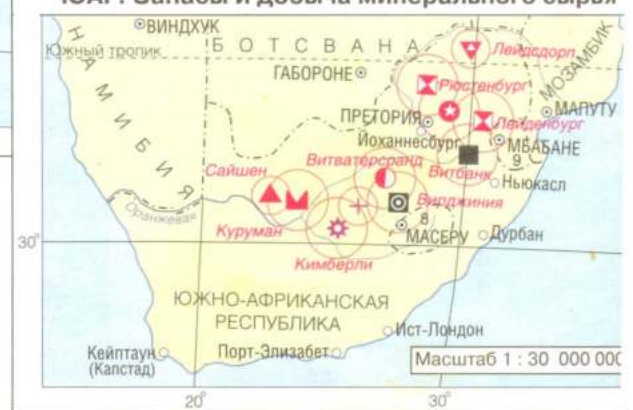 ЮАР: Запасы и добыча минерального сырья
ВИНДХУК
Южный тропик
БОТСВАНА
НАМИБИЯ
ГАБОРОНЕ
Лейдсдорп
МОЗАМБИК
Рюстенбург
ПРЕТОРИЯ
МАПУТУ
Лейденбург
Йоханнесбург
МБАБАНЕ
9
Сайшен
Витватерсранд
Витбанк
Ньюкасл
Оранжевая
Вирджиния
8
Куруман
МАСЕРУ
Дурбан
30°
Кимберли
ЮЖНО-АФРИКАНСКАЯ
РЕСПУБЛИКА
Ист-Лондон
Кейптаун
(Капстад)
Порт-Элизабет
Масштаб 1 : 30 000 000
20°
30°